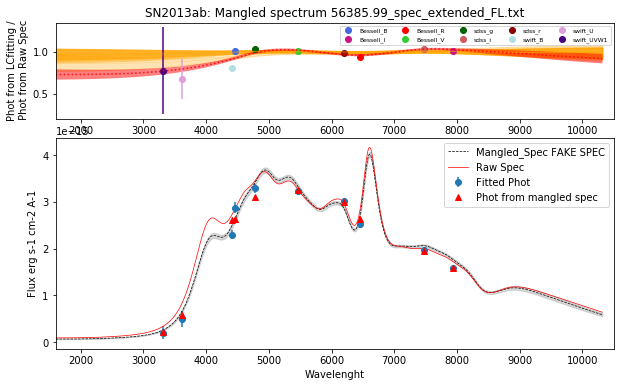 SN2013ab: Mangled spectrum 56385.99_spec_extended_FL.txt
Phot from LCfitting /
Phot from Raw Spec
1.0
0.5
Bessell_B Bessell_R sdss_g sdss_r swift_U
Bessell_I Bessell_V sdss_i swift_B swift_UVW1
2000 3000 4000 5000 6000 7000 8000 9000 10000
1e−15
Flux erg s-1 cm-2 A-1
4
3
2
1
0
Mangled_Spec FAKE SPEC
Raw Spec
Fitted Phot
Phot from mangled spec
2000 3000 4000 5000 6000 7000 8000 9000 10000
Wavelenght